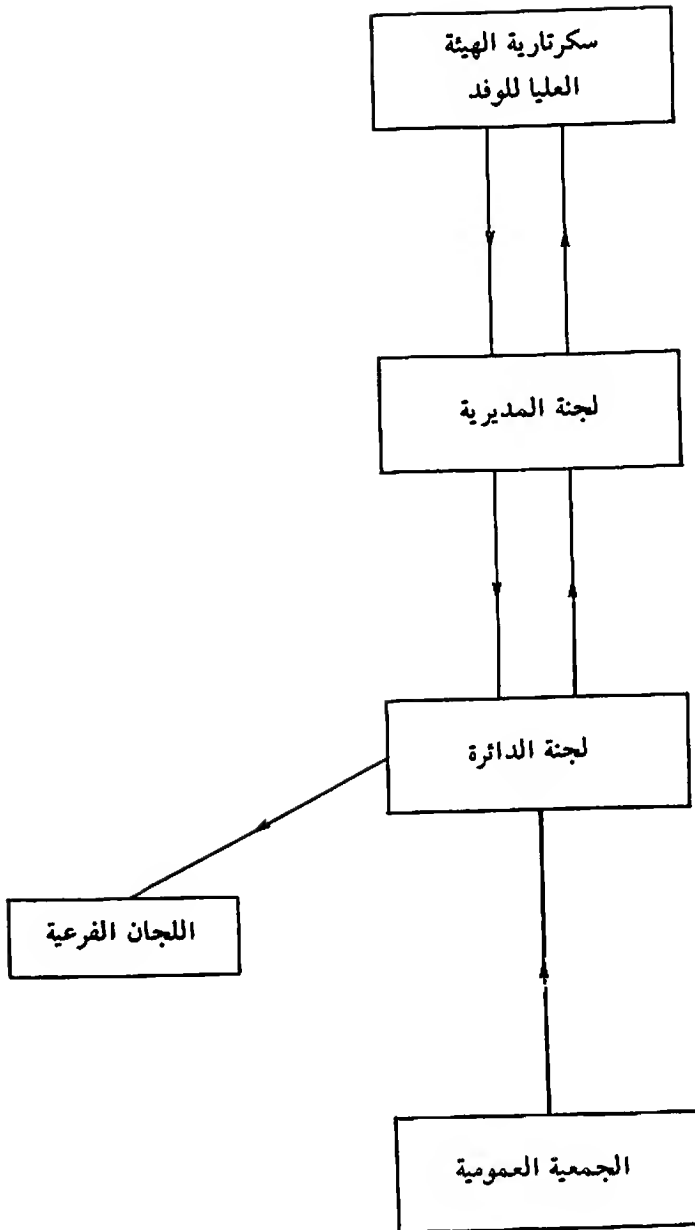 سكرتارية الهيئة
العليا للوفد
لجنة المديرية
لجنة الدائرة
اللجان الفرعية
الجمعية العمومية